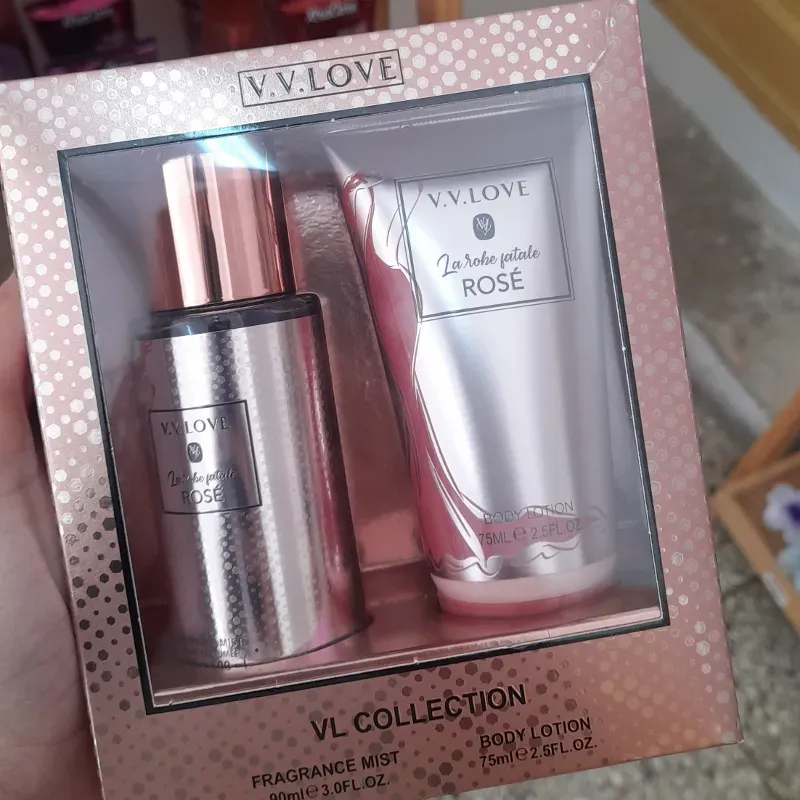 V.V.LOVE
V.V.LOVE
La robe fatale
ROSÉ
BODY LOTION
75ML e 2.5FL.OZ.
V.V.LOVE
La robe fatale
ROSÉ
VL COLLECTION
FRAGRANCE MIST
90ml e 3.0FL.OZ.
BODY LOTION
75ml e 2.5FL.OZ.